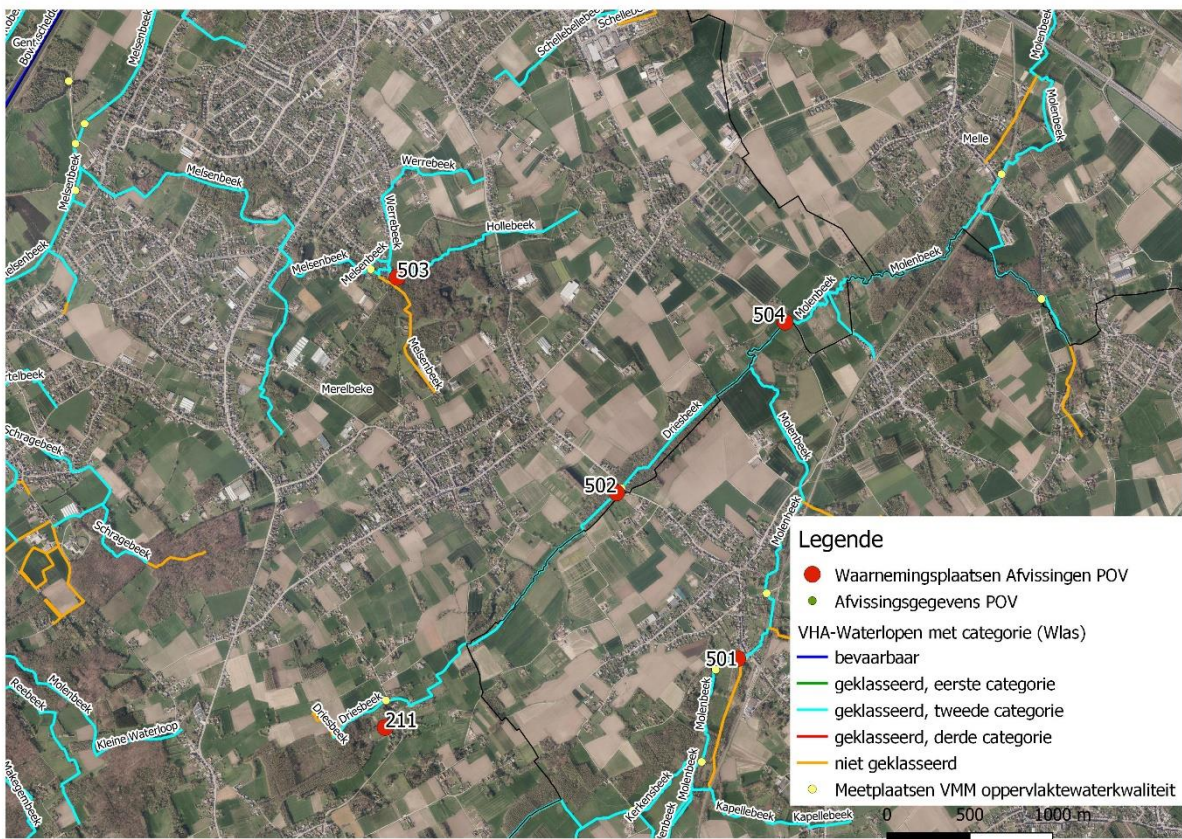 Melsenbeek
Schellebellebeek
Molenbeek
Melle
Molenbeek
Werrebeek
Melsenbeek
Melsenbeek
Werrebeek
Hollebeek
Melsenbeek
Melsenbeek
503
Molenbeek
504
Molenbeek
Melsenbeek
Merelbeke
Driesbeek
Molenbeek
Schragebeek
502
Molenbeek
Schragebeek
501
Molenbeek
Driesbeek
Driesbeek
211
Molenbeek
Reebeek
Kleine Waterloop
Makegembeek
Kerkensbeek
Molenbeek
Kapellebeek
Kapellebeek
Legende
Waarnemingsplaatsen Afvissingen POV
Afvissingsgegevens POV
VHA-Waterlopen met categorie (Wlas)
bevaarbaar
geklasseerd, eerste categorie
geklasseerd, tweede categorie
geklasseerd, derde categorie
niet geklasseerd
Meetplaatsen VMM oppervlaktewaterkwaliteit
0 500 1000 m